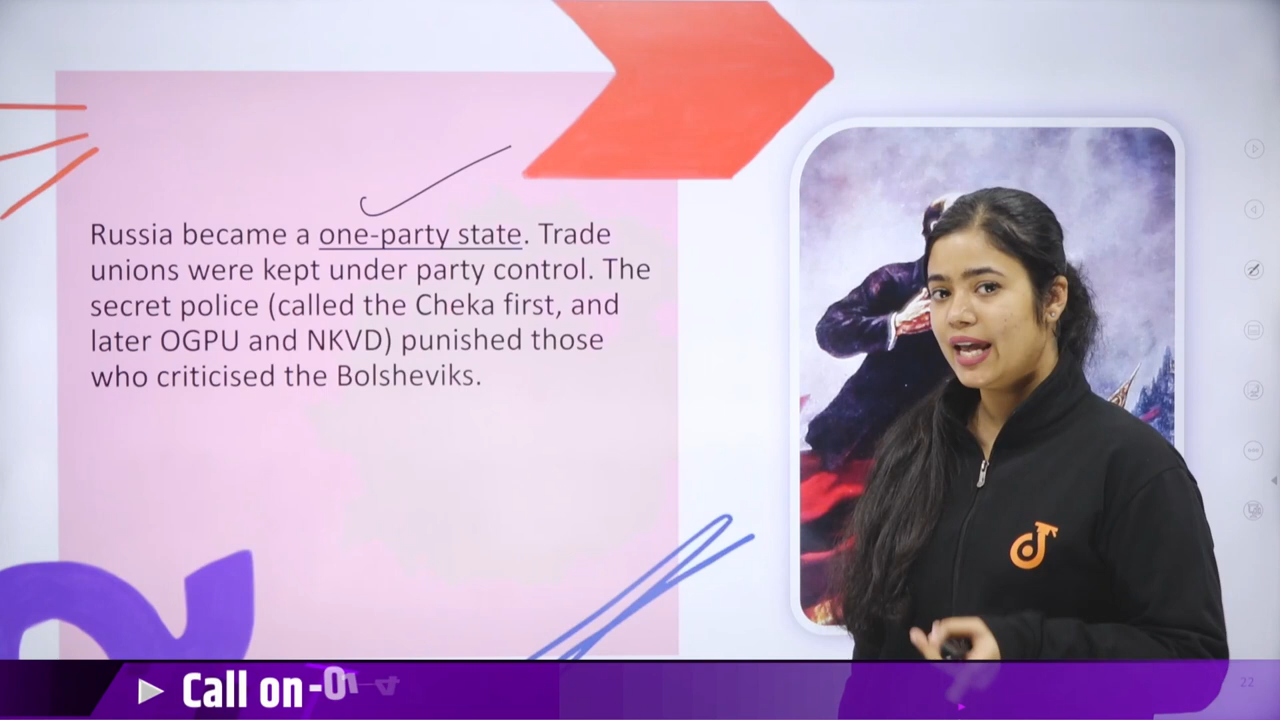 Russia became a one-party state. Trade
unions were kept under party control. The
secret police (called the Cheka first, and
later OGPU and NKVD) punished those
who criticised the Bolsheviks.
Call on-
22